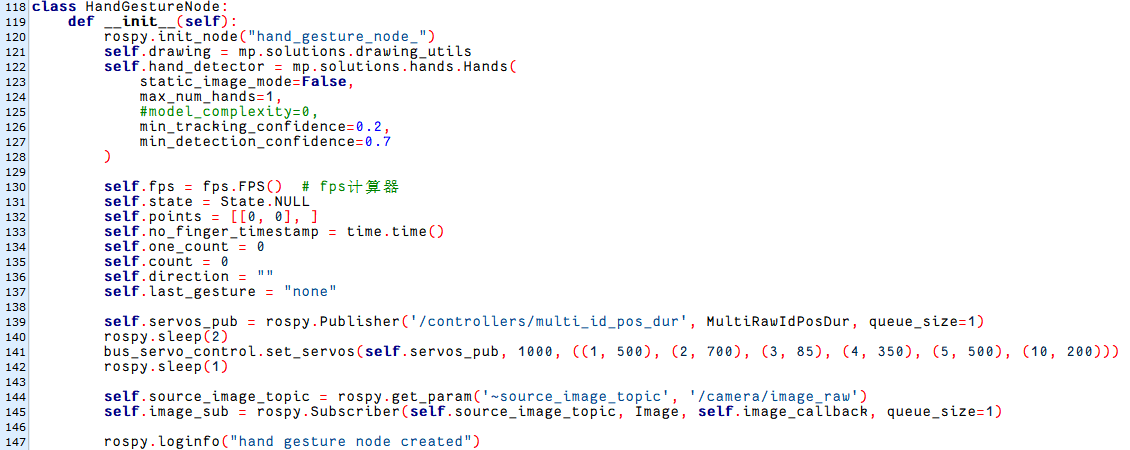 118 class HandGestureNode:
119     def __init__(self):
120         rospy.init_node("hand_gesture_node_")
121         self.drawing = mp.solutions.drawing_utils
122         self.hand_detector = mp.solutions.hands.Hands(
123             static_image_mode=False,
124             max_num_hands=1,
125             #model_complexity=0,
126             min_tracking_confidence=0.2,
127             min_detection_confidence=0.7
128         )
129
130         self.fps = fps.FPS()  # fps计算器
131         self.state = State.NULL
132         self.points = [[0, 0], ]
133         self.no_finger_timestamp = time.time()
134         self.one_count = 0
135         self.count = 0
136         self.direction = ""
137         self.last_gesture = "none"
138
139         self.servos_pub = rospy.Publisher('/controllers/multi_id_pos_dur', MultiRawIdPosDur, queue_size=1)
140         rospy.sleep(2)
141         bus_servo_control.set_servos(self.servos_pub, 1000, ((1, 500), (2, 700), (3, 85), (4, 350), (5, 500), (10, 200)))
142         rospy.sleep(1)
143
144         self.source_image_topic = rospy.get_param('~source_image_topic', '/camera/image_raw')
145         self.image_sub = rospy.Subscriber(self.source_image_topic, Image, self.image_callback, queue_size=1)
146
147         rospy.loginfo("hand gesture node created")